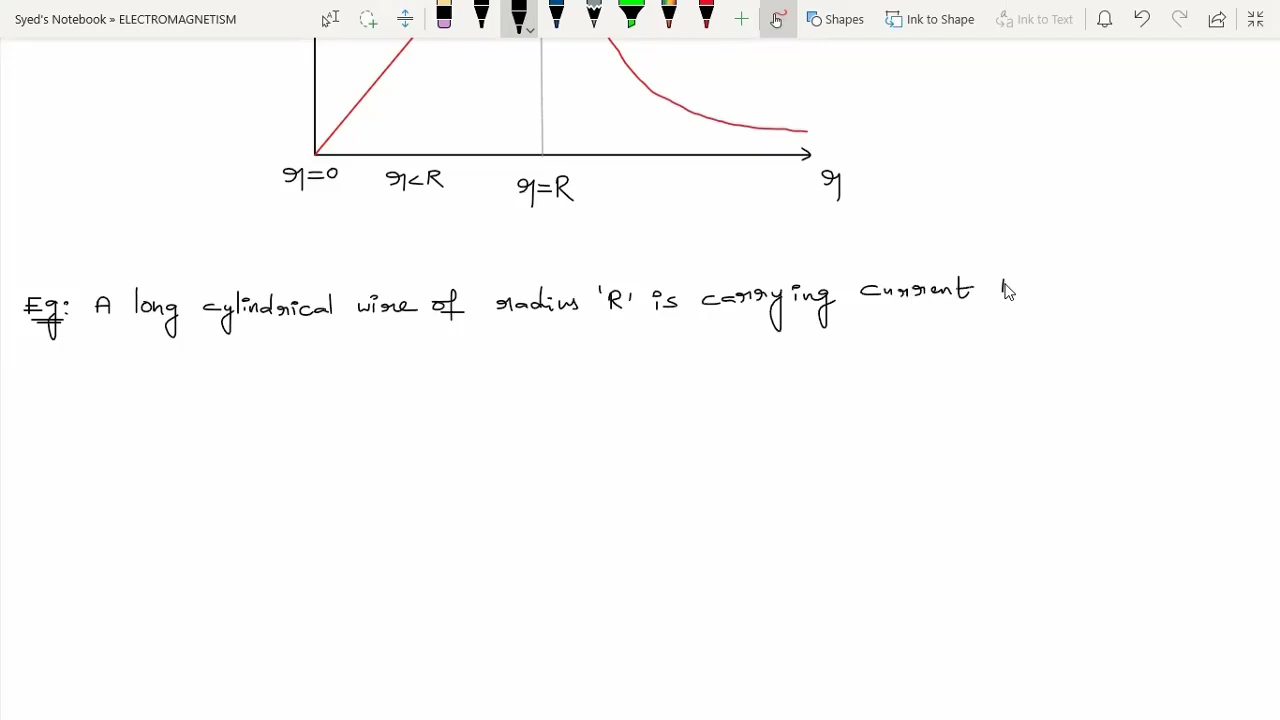 Syed's Notebook » ELECTROMAGNETISM
Shapes
Ink to Shape
Ink to Text
r=0
r<R
r=R
r
Eg: A long cylindrical wire of radius 'R' is carrying current